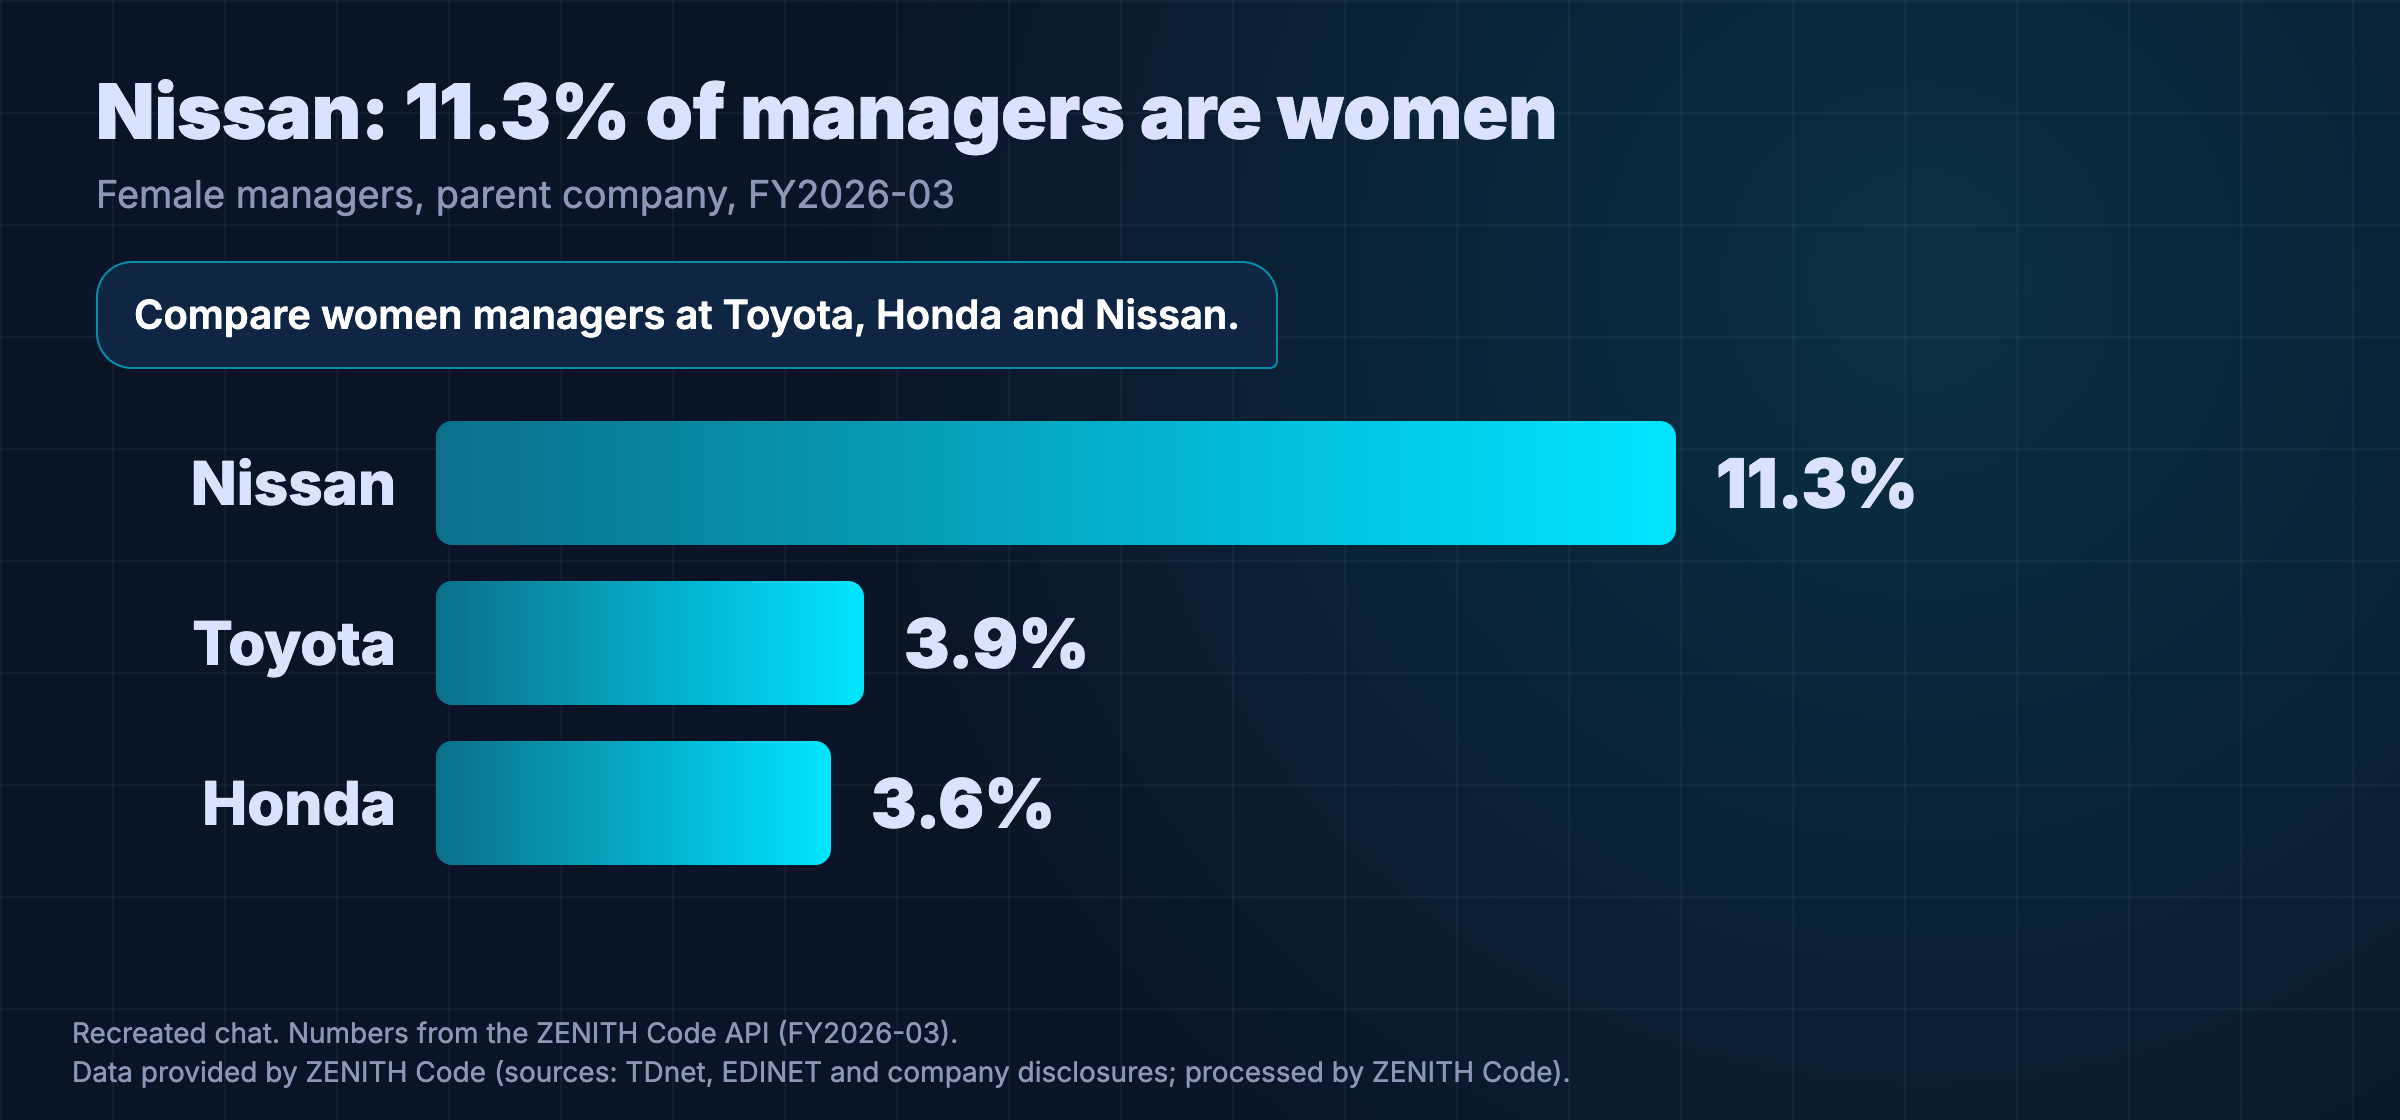 Nissan: 11.3% of managers are women
Female managers, parent company, FY2026-03
Compare women managers at Toyota, Honda and Nissan.
Nissan 11.3%
Toyota 3.9%
Honda 3.6%
Recreated chat. Numbers from the ZENITH Code API (FY2026-03).
Data provided by ZENITH Code (sources: TDnet, EDINET and company disclosures; processed by ZENITH Code).